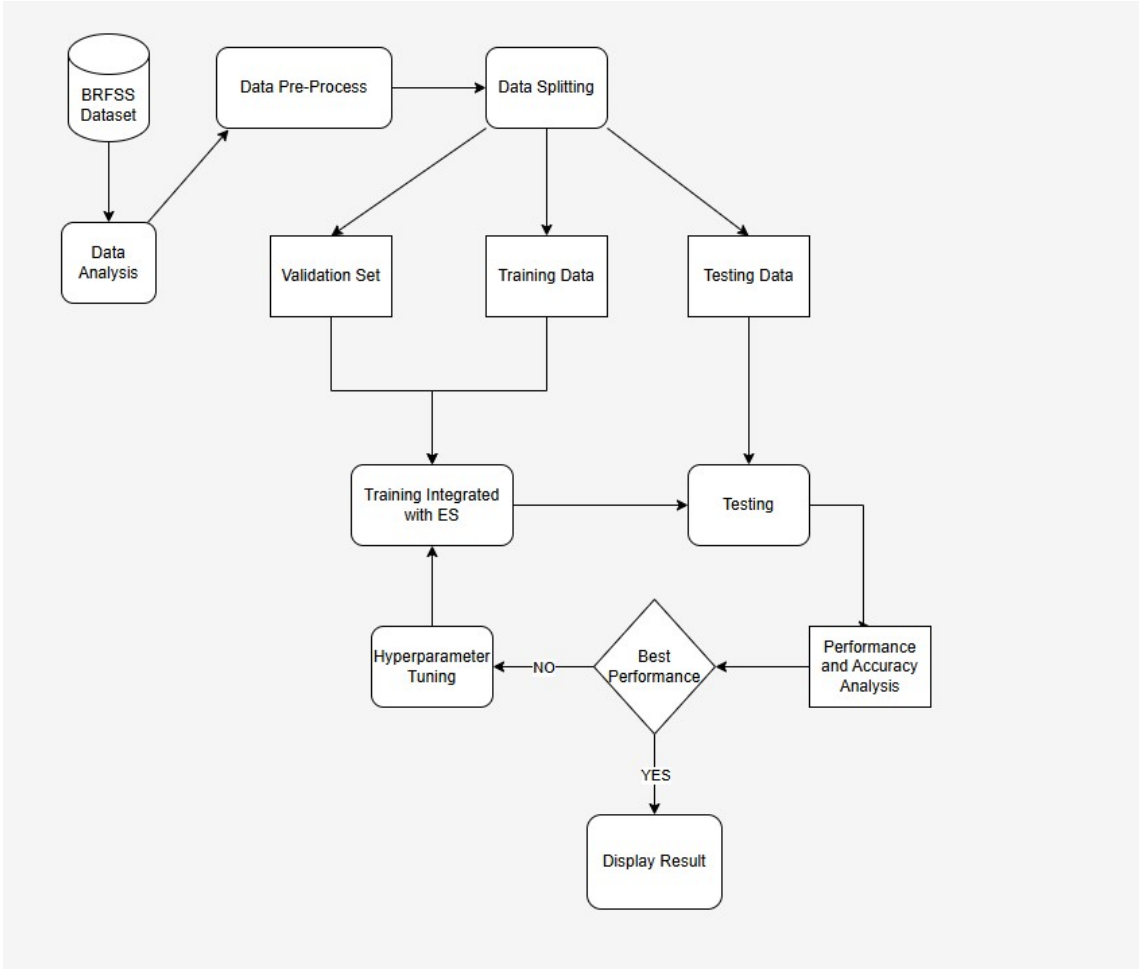 BRFSS
Dataset
Data Pre-Process
Data Splitting
Data
Analysis
Validation Set
Training Data
Testing Data
Training Integrated
with ES
Testing
Hyperparameter
Tuning
NO
Best
Performance
Performance
and Accuracy
Analysis
YES
Display Result